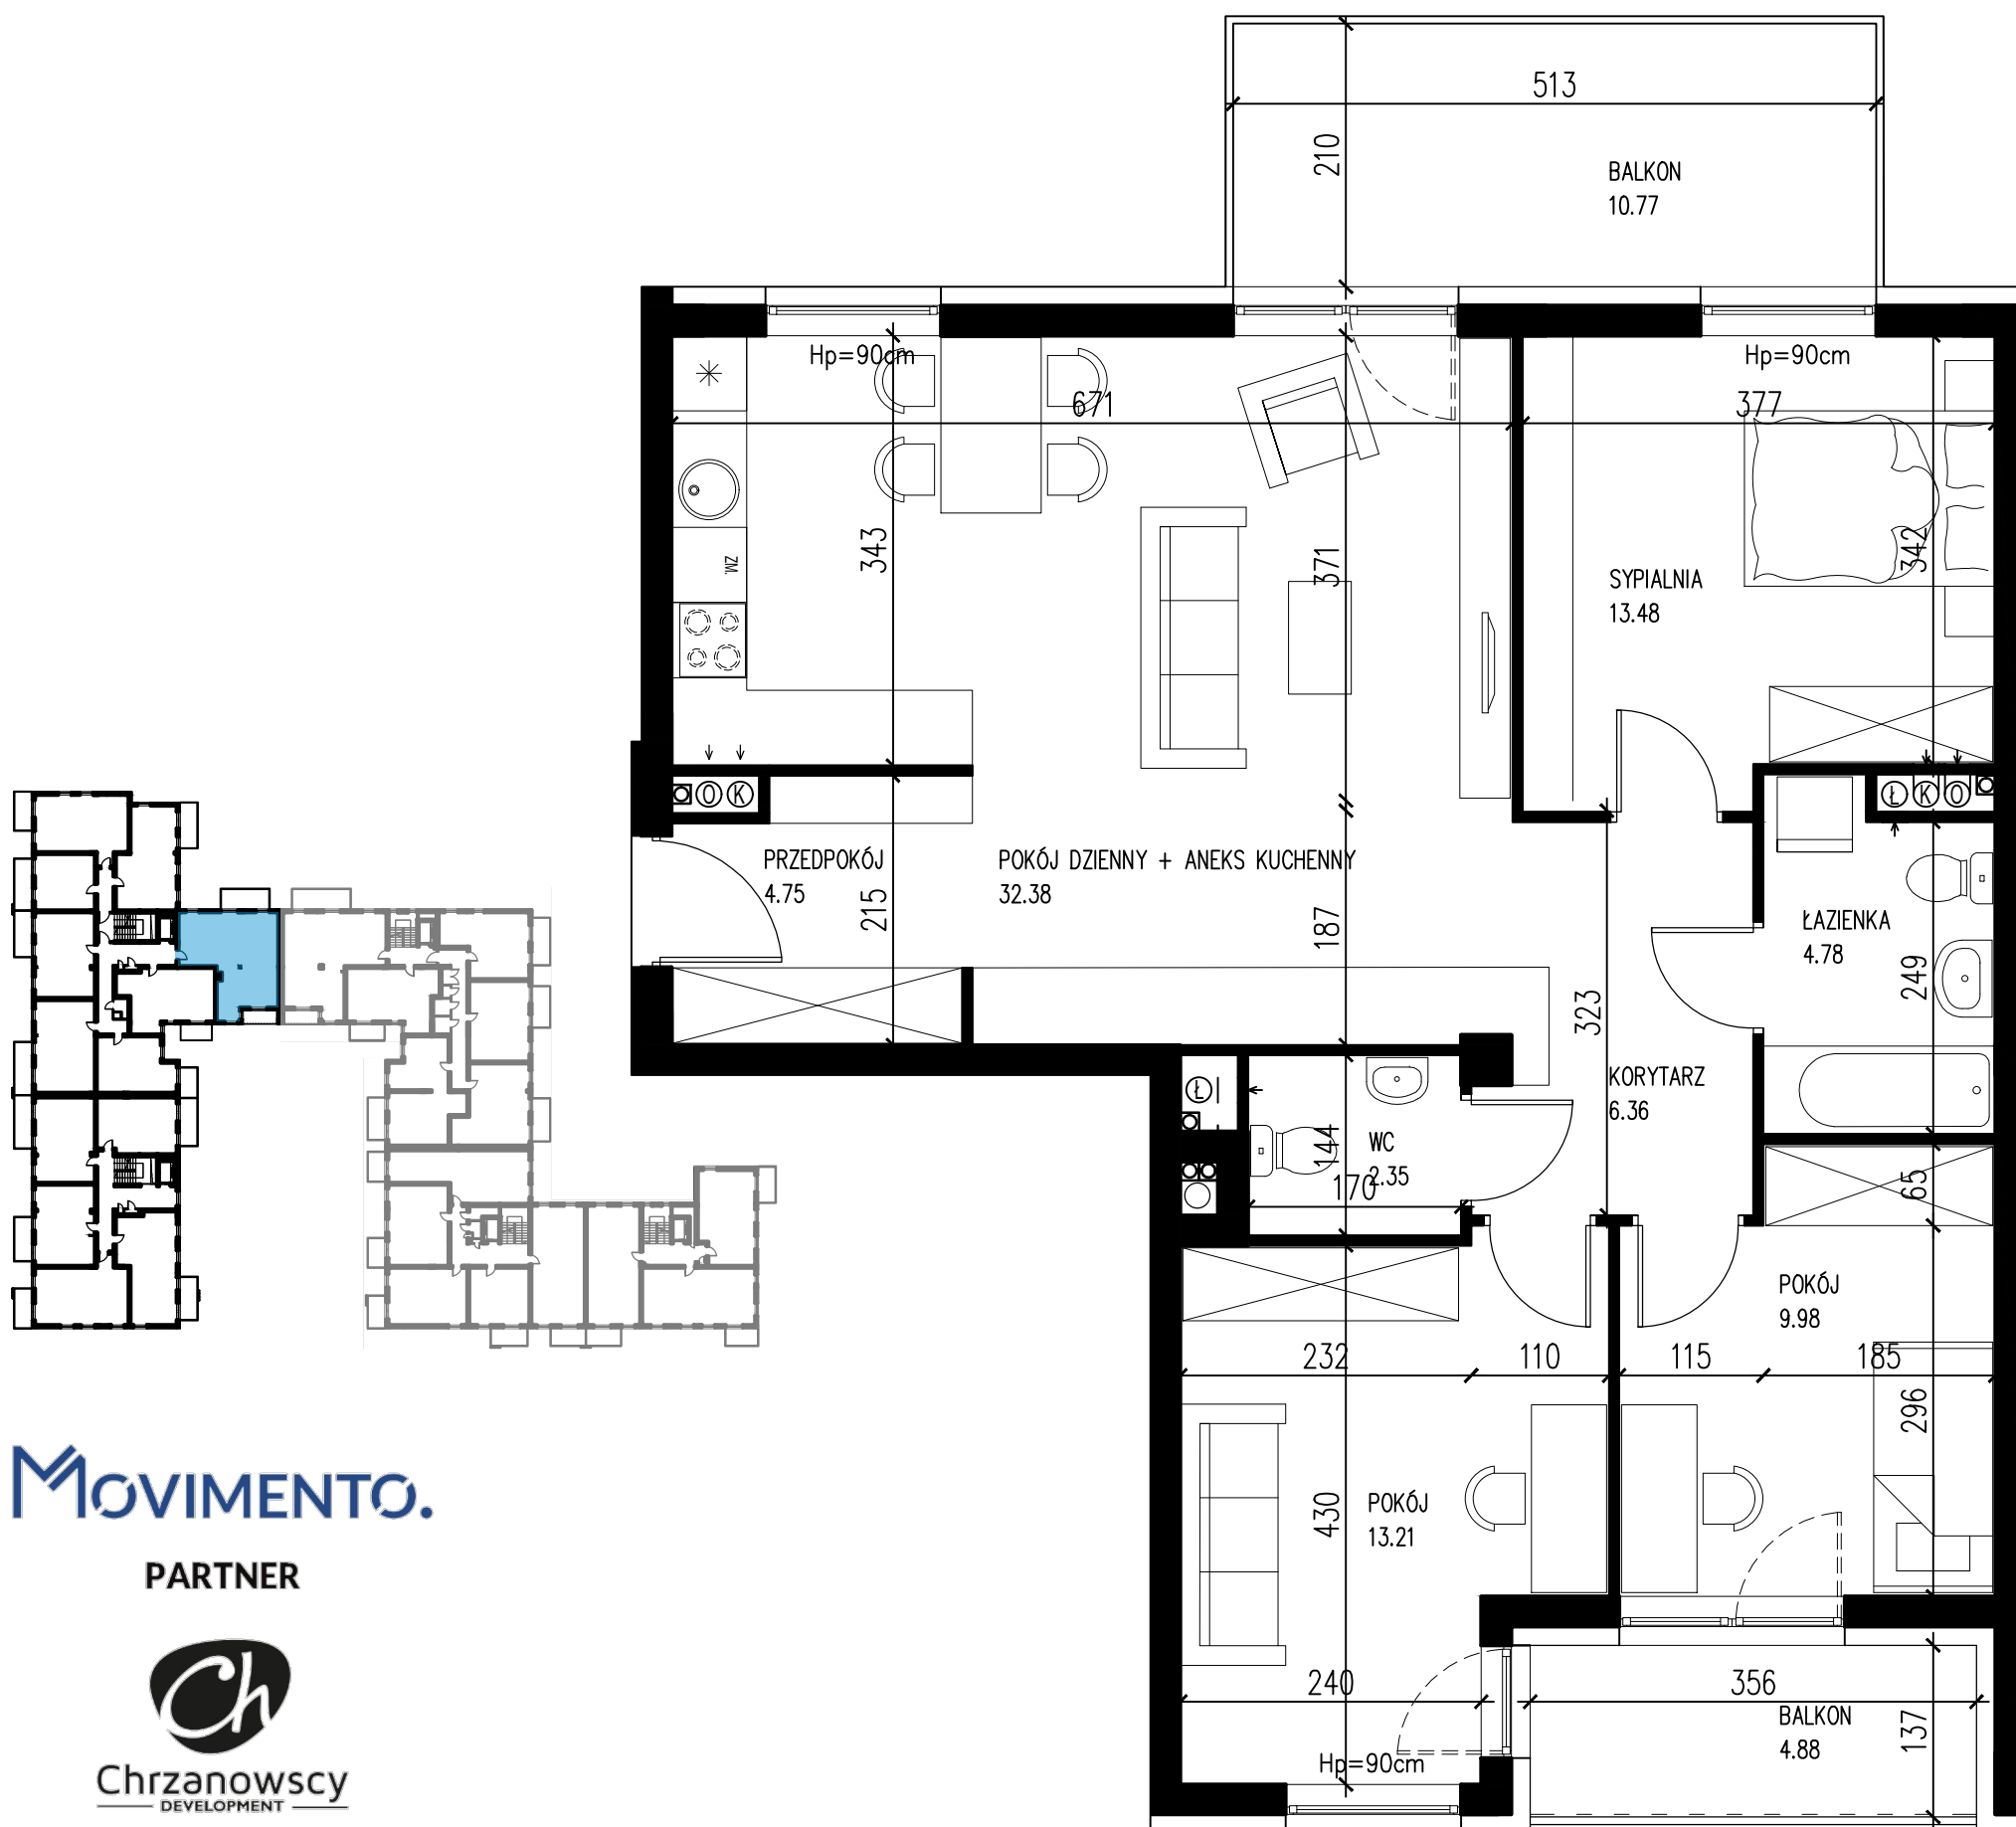 513
210
BALKON
10.77
Hp=90cm
Hp=90cm
671
377
343
371
342
ZM.
SYPIALNIA
13.48
O K
Ł K O
PRZEDPOKÓJ
4.75
POKÓJ DZIENNY + ANEKS KUCHENNY
32.38
215
187
ŁAZIENKA
4.78
249
323
KORYTARZ
6.36
Ł
144
WC
2.35
170
65
POKÓJ
9.98
232
110
115
185
296
430
POKÓJ
13.21
240
356
BALKON
4.88
137
Hp=90cm
MOVIMENTO.
PARTNER
Ch
Chrzanowscy
DEVELOPMENT